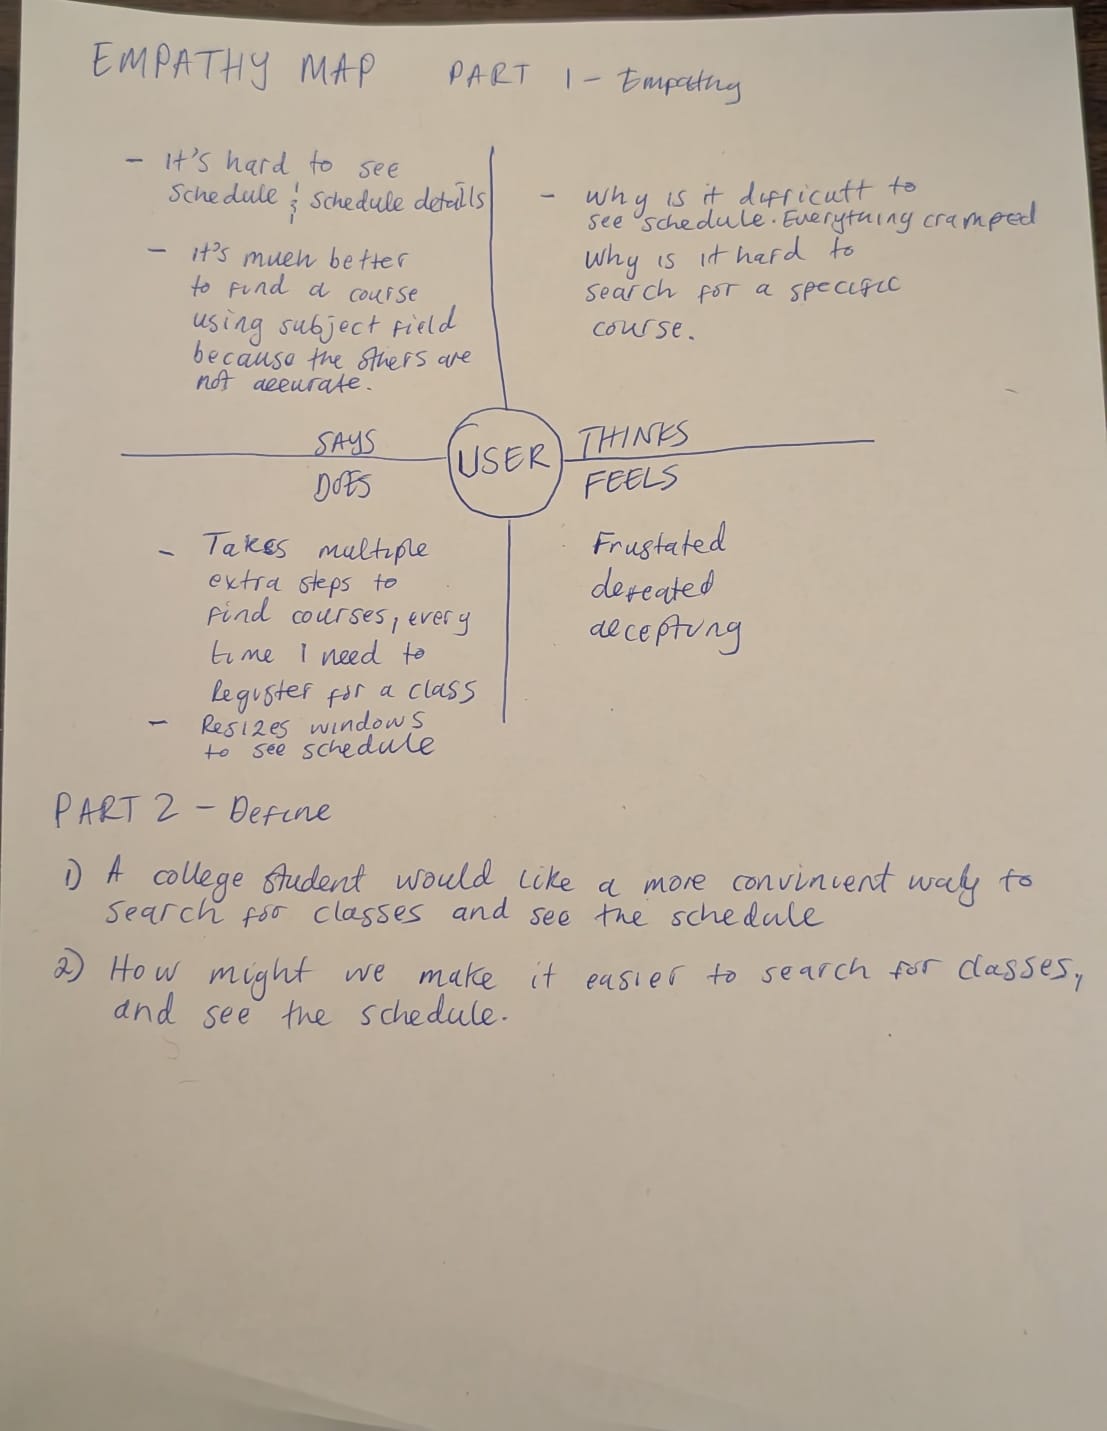 EMPATHY MAP PART 1 - Empathy
- It's hard to see
schedule & schedule details
- it's much better
to find a course
using subject field
because the others are
not accurate.
- Why is it difficult to
see schedule. Everything cramped
Why is it hard to
search for a specific
course.
SAYS
THINKS
USER
DOES
FEELS
- Takes multiple
extra steps to
find courses, every
time I need to
Register for a class
- Resizes windows
to see schedule
Frustated
defeated
accepting
PART 2 - Define
1) A college student would like a more convinient way to
search for classes and see the schedule
2) How might we make it easier to search for classes,
and see the schedule.